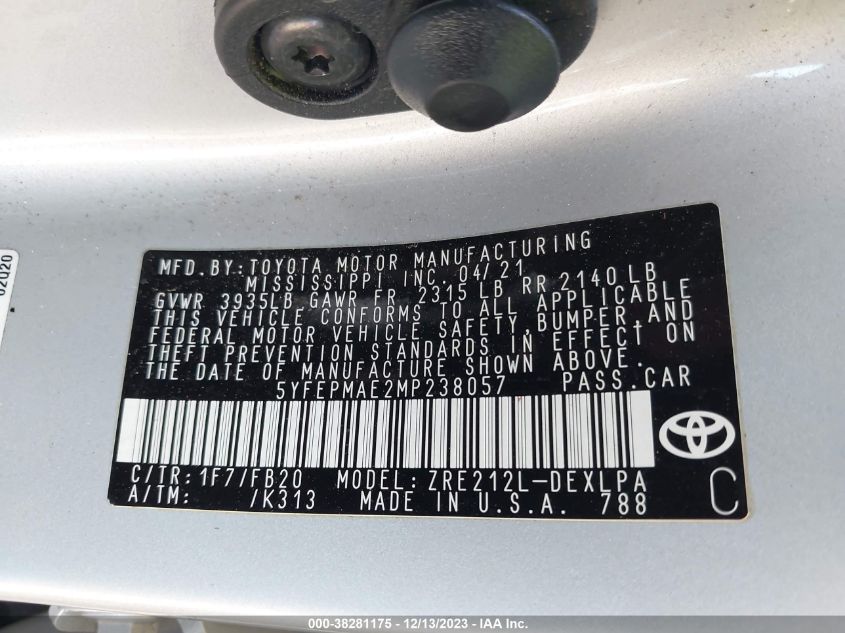 02020
MFD. BY: TOYOTA MOTOR MANUFACTURING
MISSISSIPPI INC. 04/21
GVWR 3935LB GAWR FR 2315 LB RR 2140 LB
THIS VEHICLE CONFORMS TO ALL APPLICABLE
FEDERAL MOTOR VEHICLE SAFETY, BUMPER, AND
THEFT PREVENTION STANDARDS IN EFFECT ON
THE DATE OF MANUFACTURE SHOWN ABOVE.
5YFEPMAE2MP238057 PASS. CAR
C/TR: 1F7/FB20 MODEL: ZRE212L-DEXLPA
A/TM: /K313 MADE IN U.S.A. 788
C
000-38281175 - 12/13/2023 - IAA Inc.